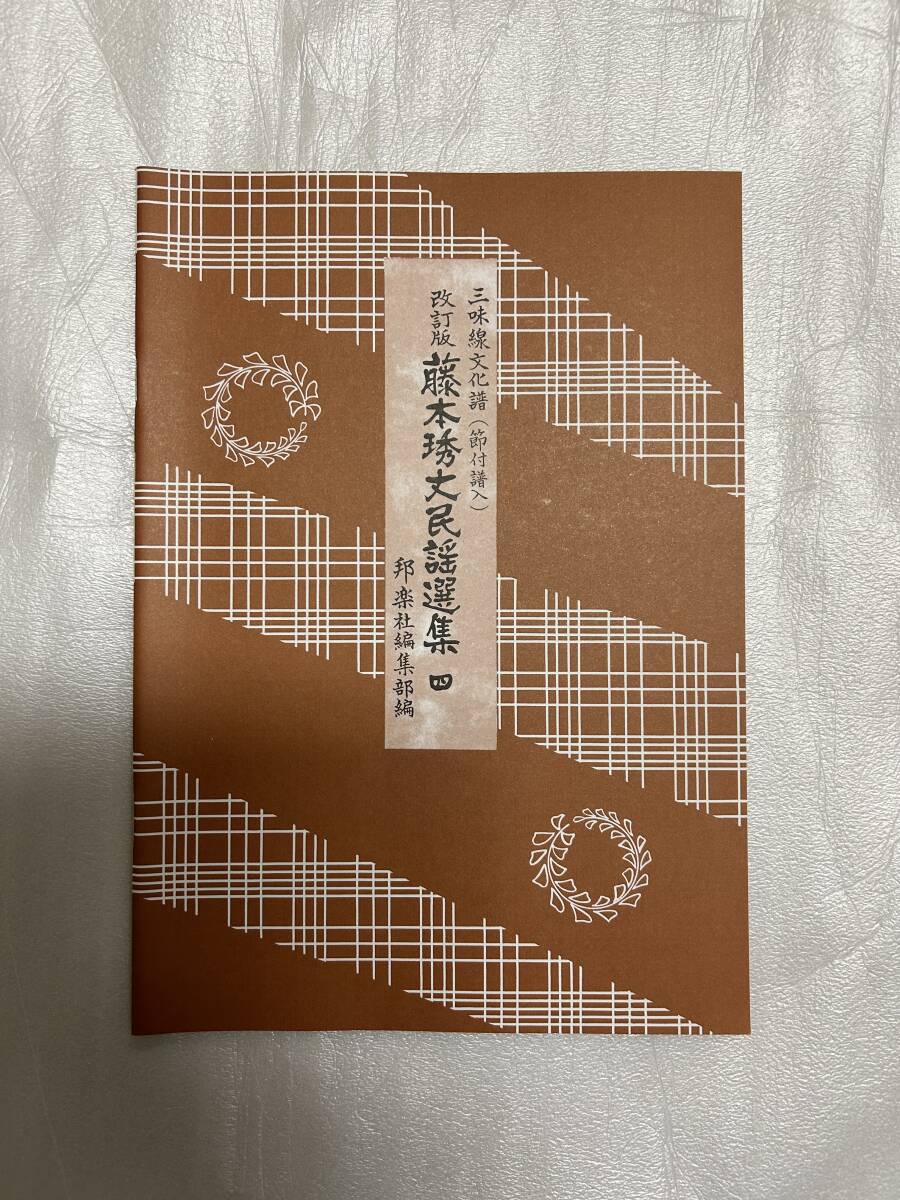 三味線文化譜（節付譜入）
改訂版 藤本琇丈民謡選集 四
邦楽社編集部編